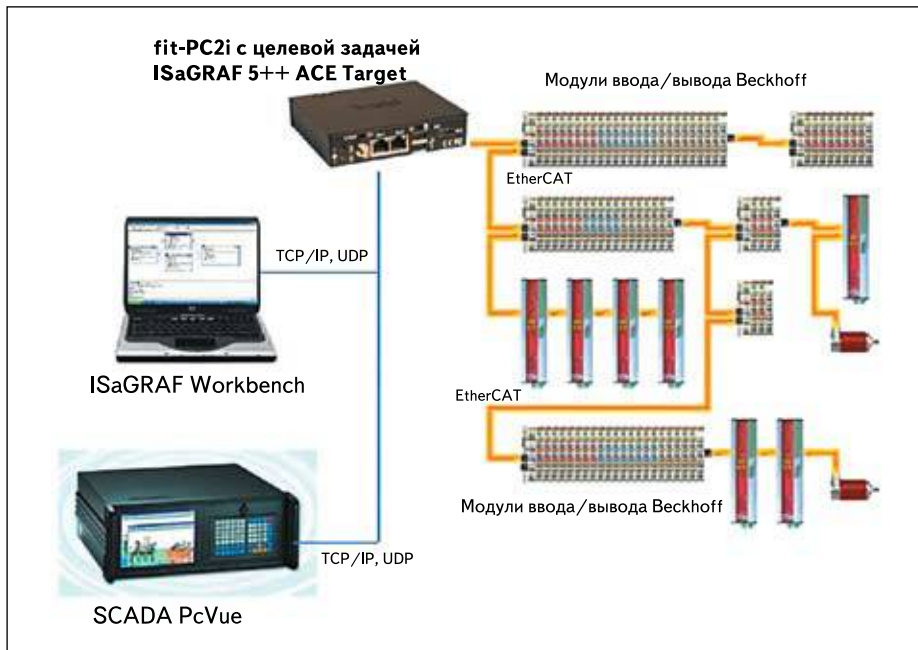 fit-PC2i с целевой задачей
ISaGRAF 5++ ACE Target
Модули ввода/вывода Beckhoff
EtherCAT
TCP/IP, UDP
ISaGRAF Workbench
EtherCAT
Модули ввода/вывода Beckhoff
TCP/IP, UDP
SCADA PcVue